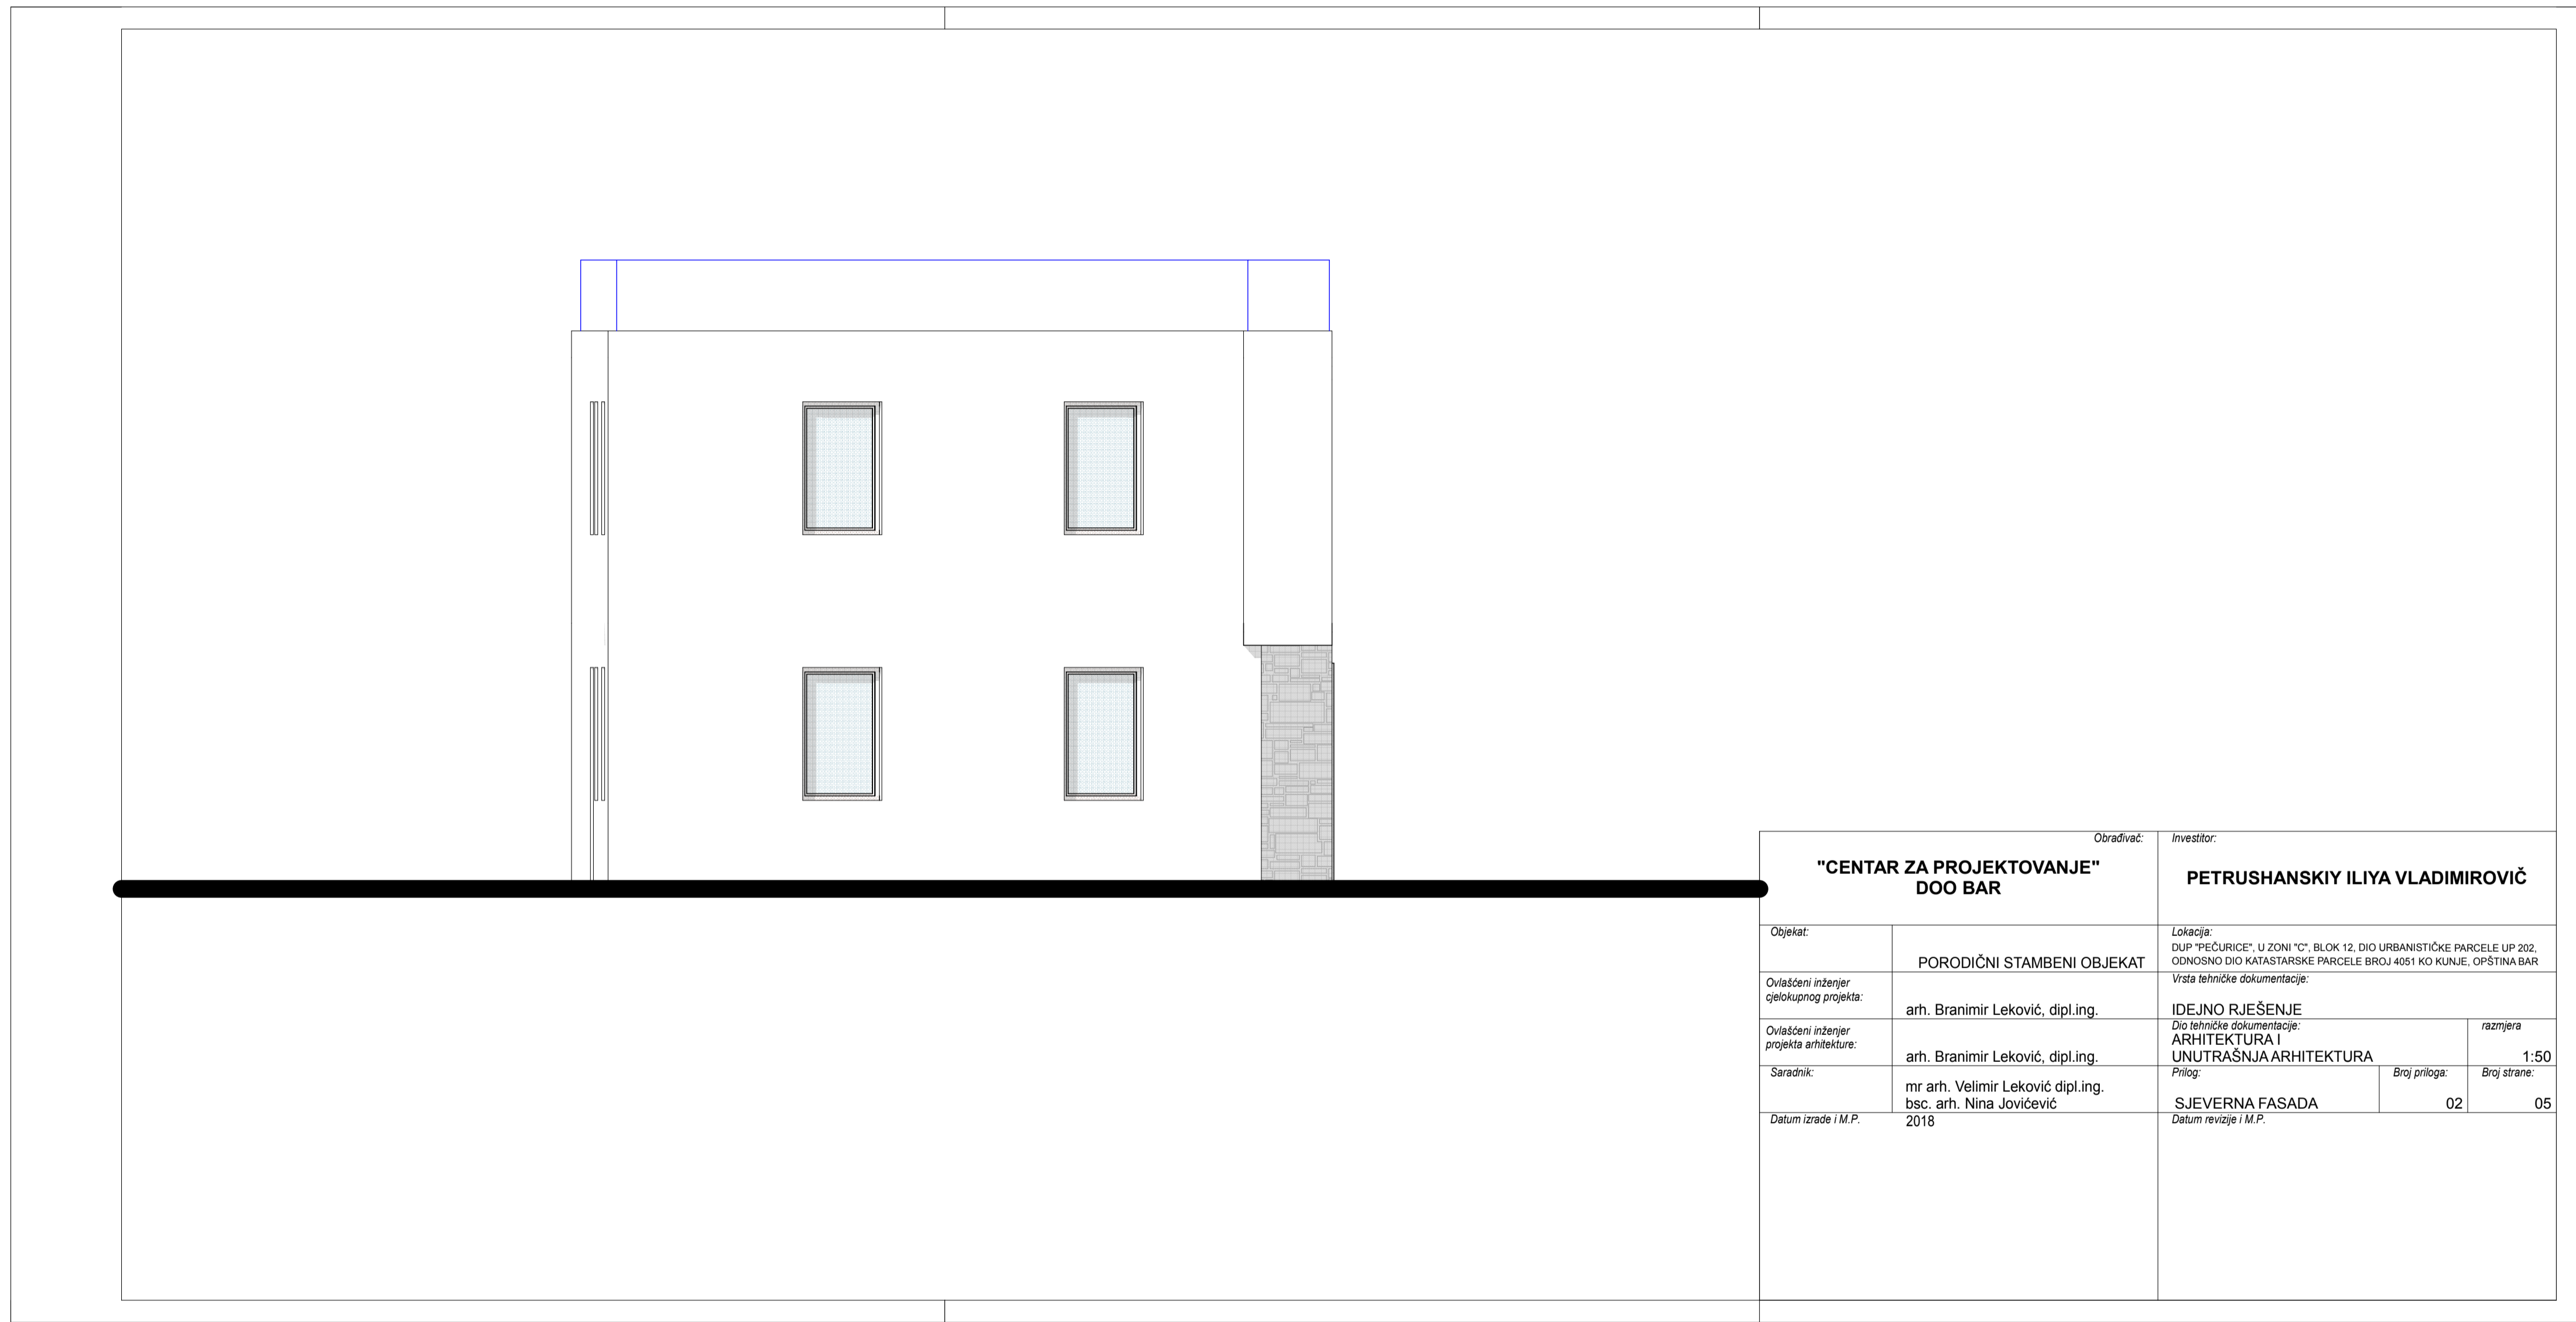 Obrađivač:
"CENTAR ZA PROJEKTOVANJE"
DOO BAR
Investitor:
PETRUSHANSKIY ILIYA VLADIMIROVIČ
Objekat:
PORODIČNI STAMBENI OBJEKAT
Lokacija:
DUP "PEČURICE", U ZONI "C", BLOK 12, DIO URBANISTIČKE PARCELE UP 202,
ODNOSNO DIO KATASTARSKE PARCELE BROJ 4051 KO KUNJE, OPŠTINA BAR
Ovlašćeni inženjer
cjelokupnog projekta:
arh. Branimir Leković, dipl.ing.
Vrsta tehničke dokumentacije:
IDEJNO RJEŠENJE
Ovlašćeni inženjer
projekta arhitekture:
arh. Branimir Leković, dipl.ing.
Dio tehničke dokumentacije:
ARHITEKTURA I
UNUTRAŠNJA ARHITEKTURA
razmjera
1:50
Saradnik:
mr arh. Velimir Leković dipl.ing.
bsc. arh. Nina Jovićević
Prilog:
SJEVERNA FASADA
Broj priloga:
02
Broj strane:
05
Datum izrade i M.P.
2018
Datum revizije i M.P.